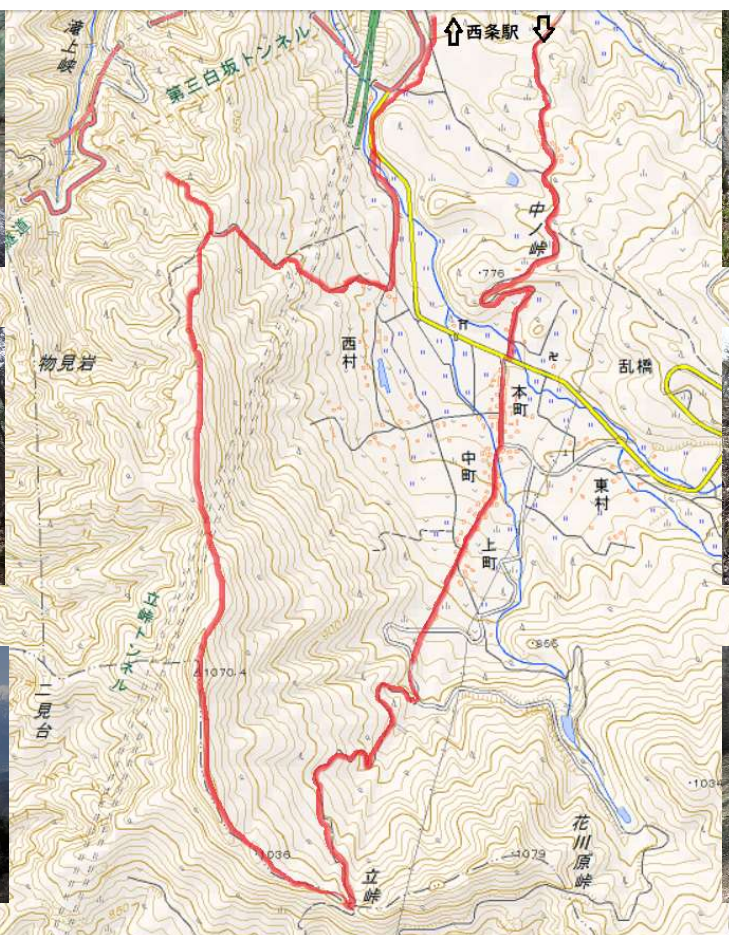 西条駅
滝上峡
第三白坂トンネル
750
中ノ峠
776
西村
物見岩
乱橋
本町
中町
東村
上町
立峠トンネル
955
1070.4
二見台
1034
花川原峠
1036
1079
立峠